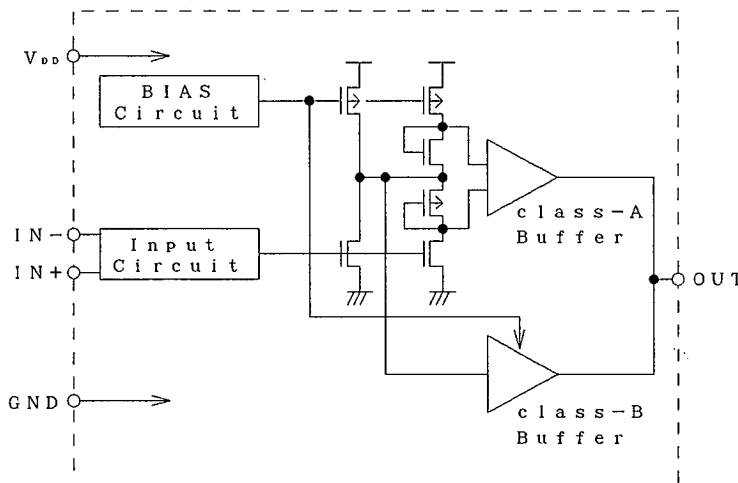 VDD
BIAS
Circuit
IN-
IN+
Input
Circuit
class-A
Buffer
OUT
GND
class-B
Buffer